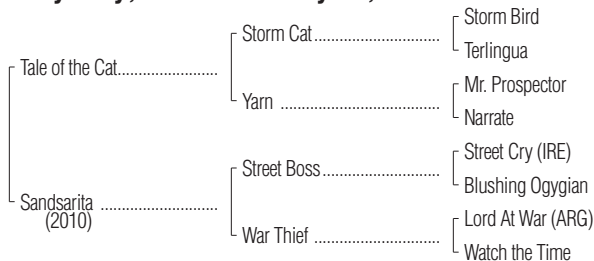 Storm Bird
Storm Cat
Terlingua
Tale of the Cat
Mr. Prospector
Yarn
Narrate
Street Cry (IRE)
Street Boss
Blushing Ogygian
Sandsarita
(2010)
Lord At War (ARG)
War Thief
Watch the Time